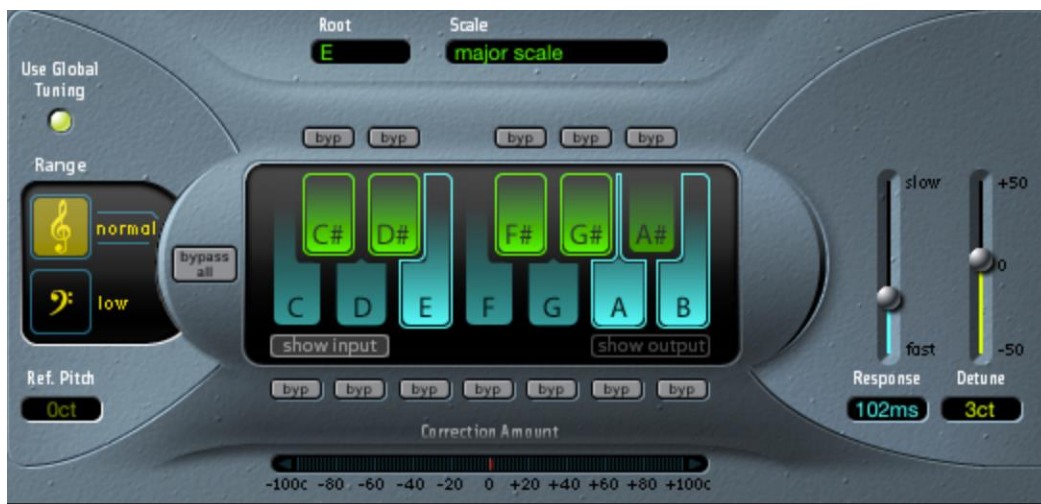 Root Scale
E major scale
Use Global
Tuning
byp byp byp byp byp
Range
normal
low
bypass
all
C# D# F# G# A#
C D E F G A B
show input show output
byp byp byp byp byp byp byp
slow +50
0
fast -50
Response Detune
102ms 3ct
Ref. Pitch
0ct
Correction Amount
-100c -80 -60 -40 -20 0 +20 +40 +60 +80 +100c